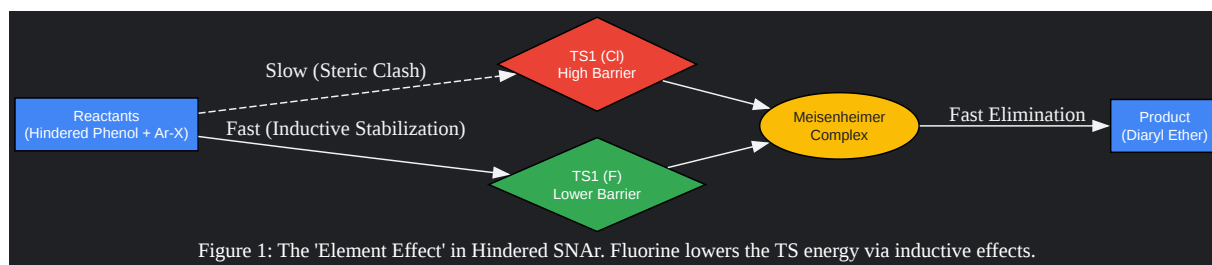 Slow (Steric Clash)
TS1 (Cl)
High Barrier
Reactants
(Hindered Phenol + Ar-X)
Fast (Inductive Stabilization)
TS1 (F)
Lower Barrier
Meisenheimer
Complex
Fast Elimination
Product
(Diaryl Ether)
Figure 1: The 'Element Effect' in Hindered SNAr. Fluorine lowers the TS energy via inductive effects.